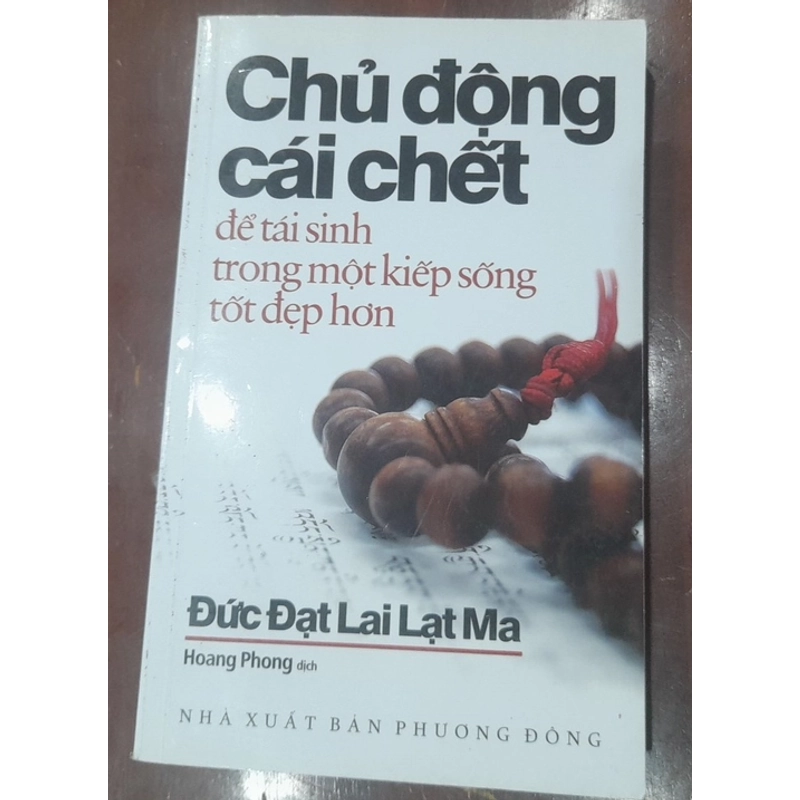 Chủ động
cái chết
để tái sinh
trong một kiếp sống
tốt đẹp hơn
Đức Đạt Lai Lạt Ma
Hoang Phong dịch
NHÀ XUẤT BẢN PHƯƠNG ĐÔNG